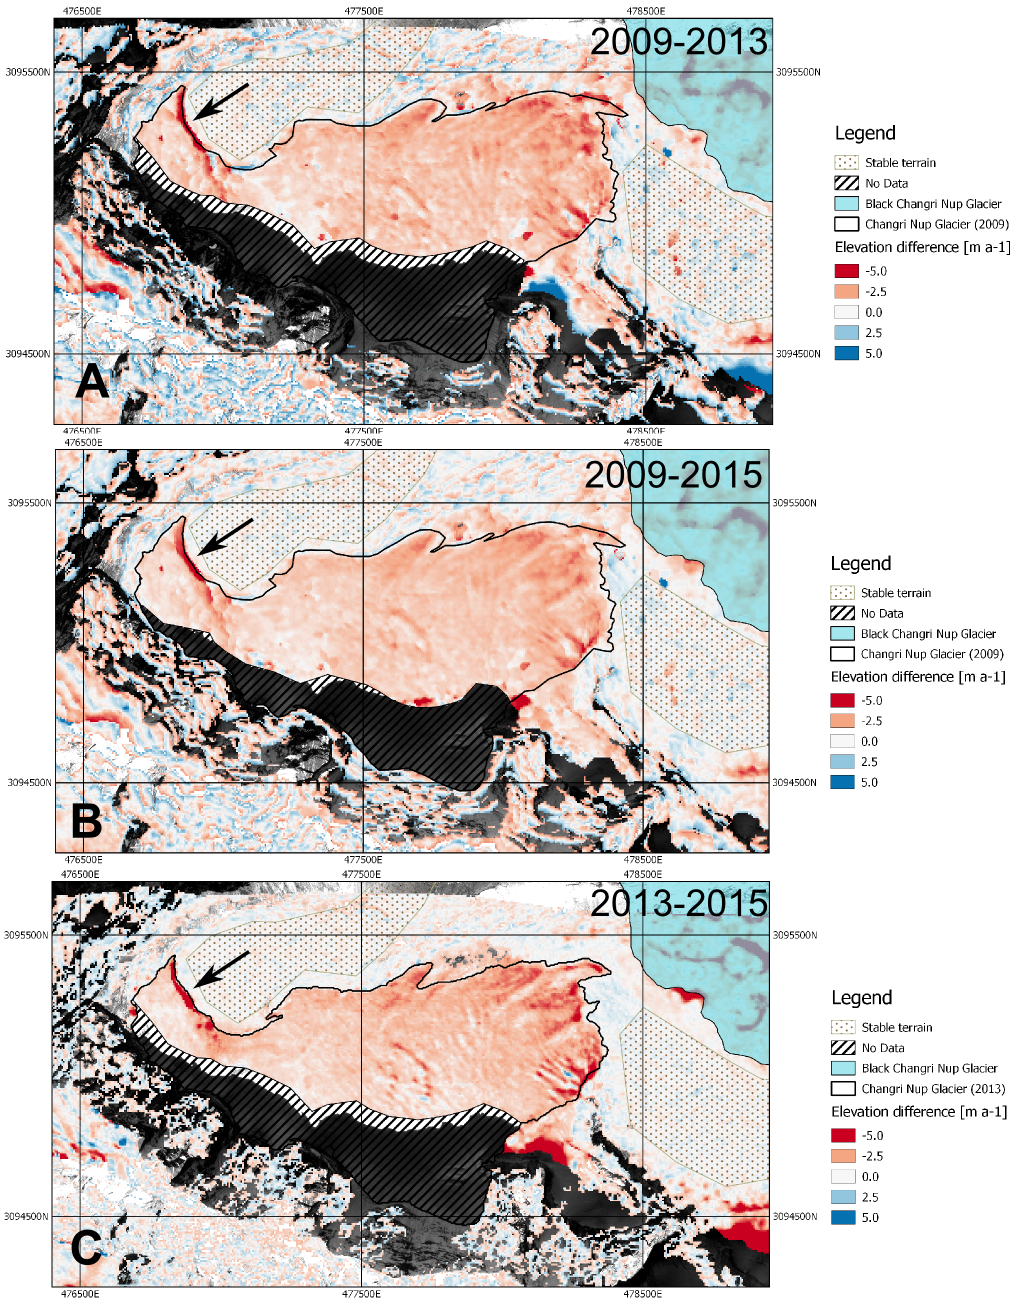 476500E 477500E 478500E
2009-2013
3095500N 3095500N
Legend
Stable terrain
No Data
Black Changri Nup Glacier
Changri Nup Glacier (2009)
Elevation difference [m a-1]
-5.0
-2.5
0.0
2.5
5.0
3094500N 3094500N
A
476500E 477500E 478500E
476500E 477500E 478500E
2009-2015
3095500N 3095500N
Legend
Stable terrain
No Data
Black Changri Nup Glacier
Changri Nup Glacier (2009)
Elevation difference [m a-1]
-5.0
-2.5
0.0
2.5
5.0
3094500N 3094500N
B
476500E 477500E 478500E
476500E 477500E 478500E
2013-2015
3095500N 3095500N
Legend
Stable terrain
No Data
Black Changri Nup Glacier
Changri Nup Glacier (2013)
Elevation difference [m a-1]
-5.0
-2.5
0.0
2.5
5.0
3094500N 3094500N
C
476500E 477500E 478500E